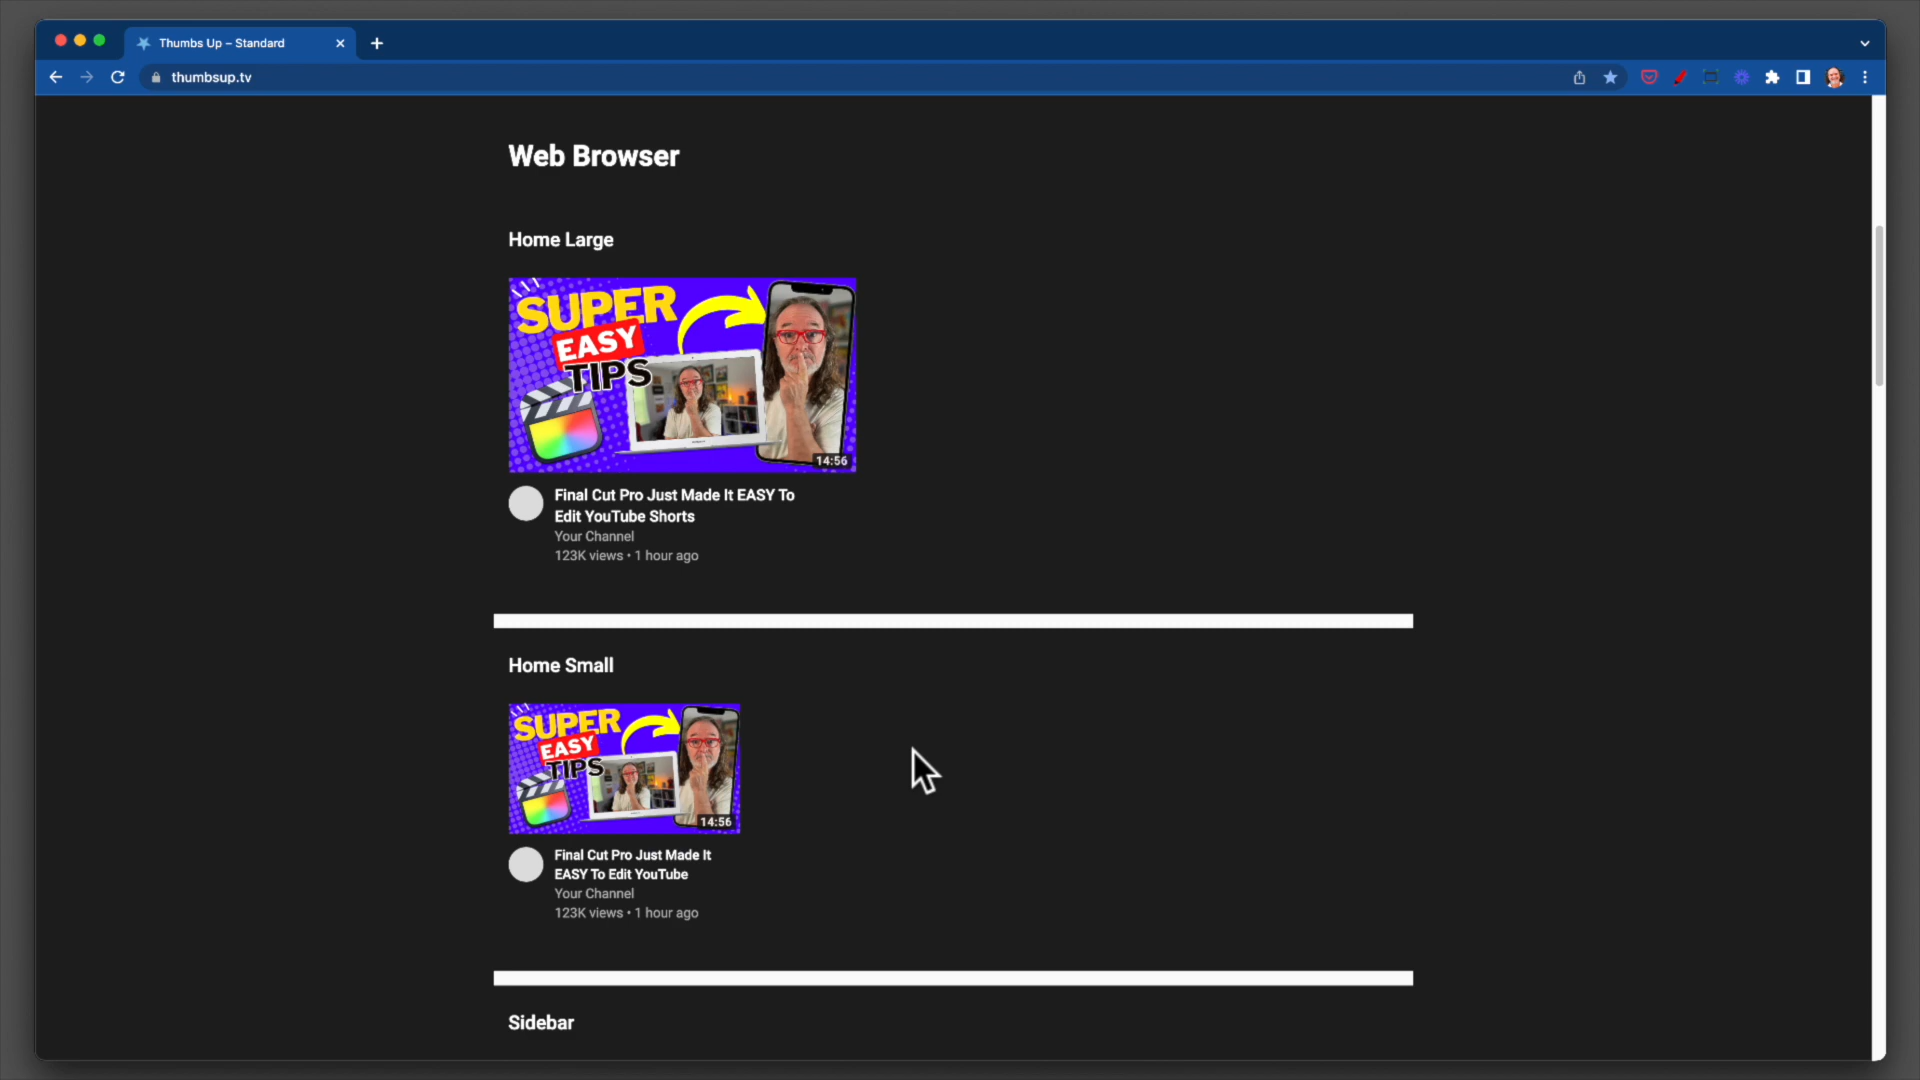 Thumbs Up – Standard
thumbsup.tv
Web Browser
Home Large
SUPER
EASY
TIPS
14:56
Final Cut Pro Just Made It EASY To
Edit YouTube Shorts
Your Channel
123K views • 1 hour ago
Home Small
SUPER
EASY
TIPS
14:56
Final Cut Pro Just Made It
EASY To Edit YouTube
Your Channel
123K views • 1 hour ago
Sidebar